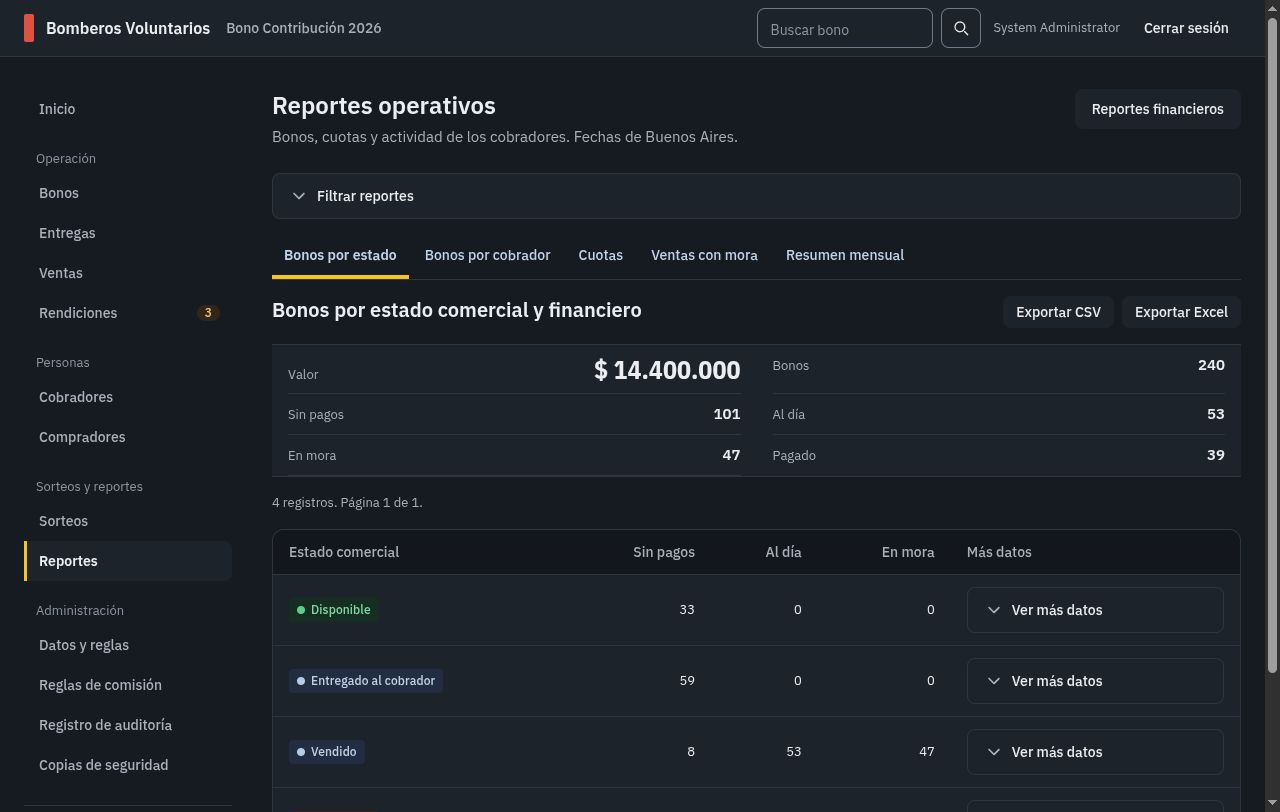 Bomberos Voluntarios
Bono Contribución 2026
Buscar bono
System Administrator
Cerrar sesión
Inicio
Operación
Bonos
Entregas
Ventas
Rendiciones 3
Personas
Cobradores
Compradores
Sorteos y reportes
Sorteos
Reportes
Administración
Datos y reglas
Reglas de comisión
Registro de auditoría
Copias de seguridad
Reportes operativos
Bonos, cuotas y actividad de los cobradores. Fechas de Buenos Aires.
Reportes financieros
Filtrar reportes
Bonos por estado Bonos por cobrador Cuotas Ventas con mora Resumen mensual
Bonos por estado comercial y financiero
Exportar CSV Exportar Excel
Valor $ 14.400.000 Bonos 240
Sin pagos 101 Al día 53
En mora 47 Pagado 39
4 registros. Página 1 de 1.
Estado comercial Sin pagos Al día En mora Más datos
Disponible 33 0 0 Ver más datos
Entregado al cobrador 59 0 0 Ver más datos
Vendido 8 53 47 Ver más datos